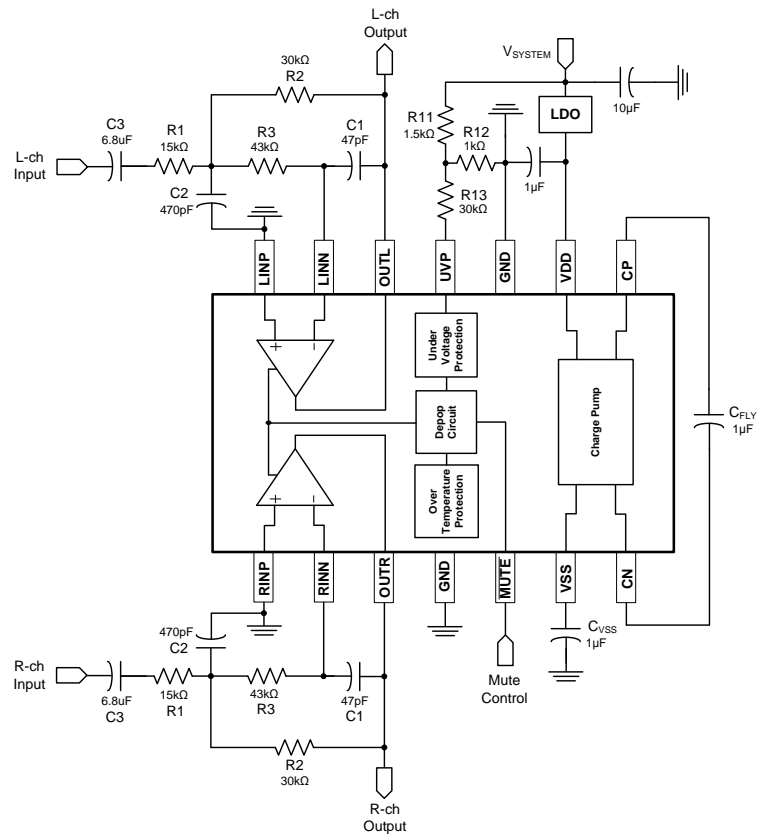 L-ch
Output
VSYSTEM
30kΩ
R2
10µF
LDO
C3
6.8uF
R1
15kΩ
R3
43kΩ
C1
47pF
R11
1.5kΩ
R12
1kΩ
1µF
L-ch
Input
C2
470pF
R13
30kΩ
LINP
LINN
OUTL
UVP
GND
VDD
CP
+
-
Under
Voltage
Protection
Depop
Circuit
Charge Pump
CFLY
1µF
Over
Temperature
Protection
+
-
RINP
RINN
OUTR
GND
MUTE
VSS
CN
470pF
C2
CVSS
1µF
R-ch
Input
6.8uF
C3
15kΩ
R1
43kΩ
R3
47pF
C1
Mute
Control
R2
30kΩ
R-ch
Output